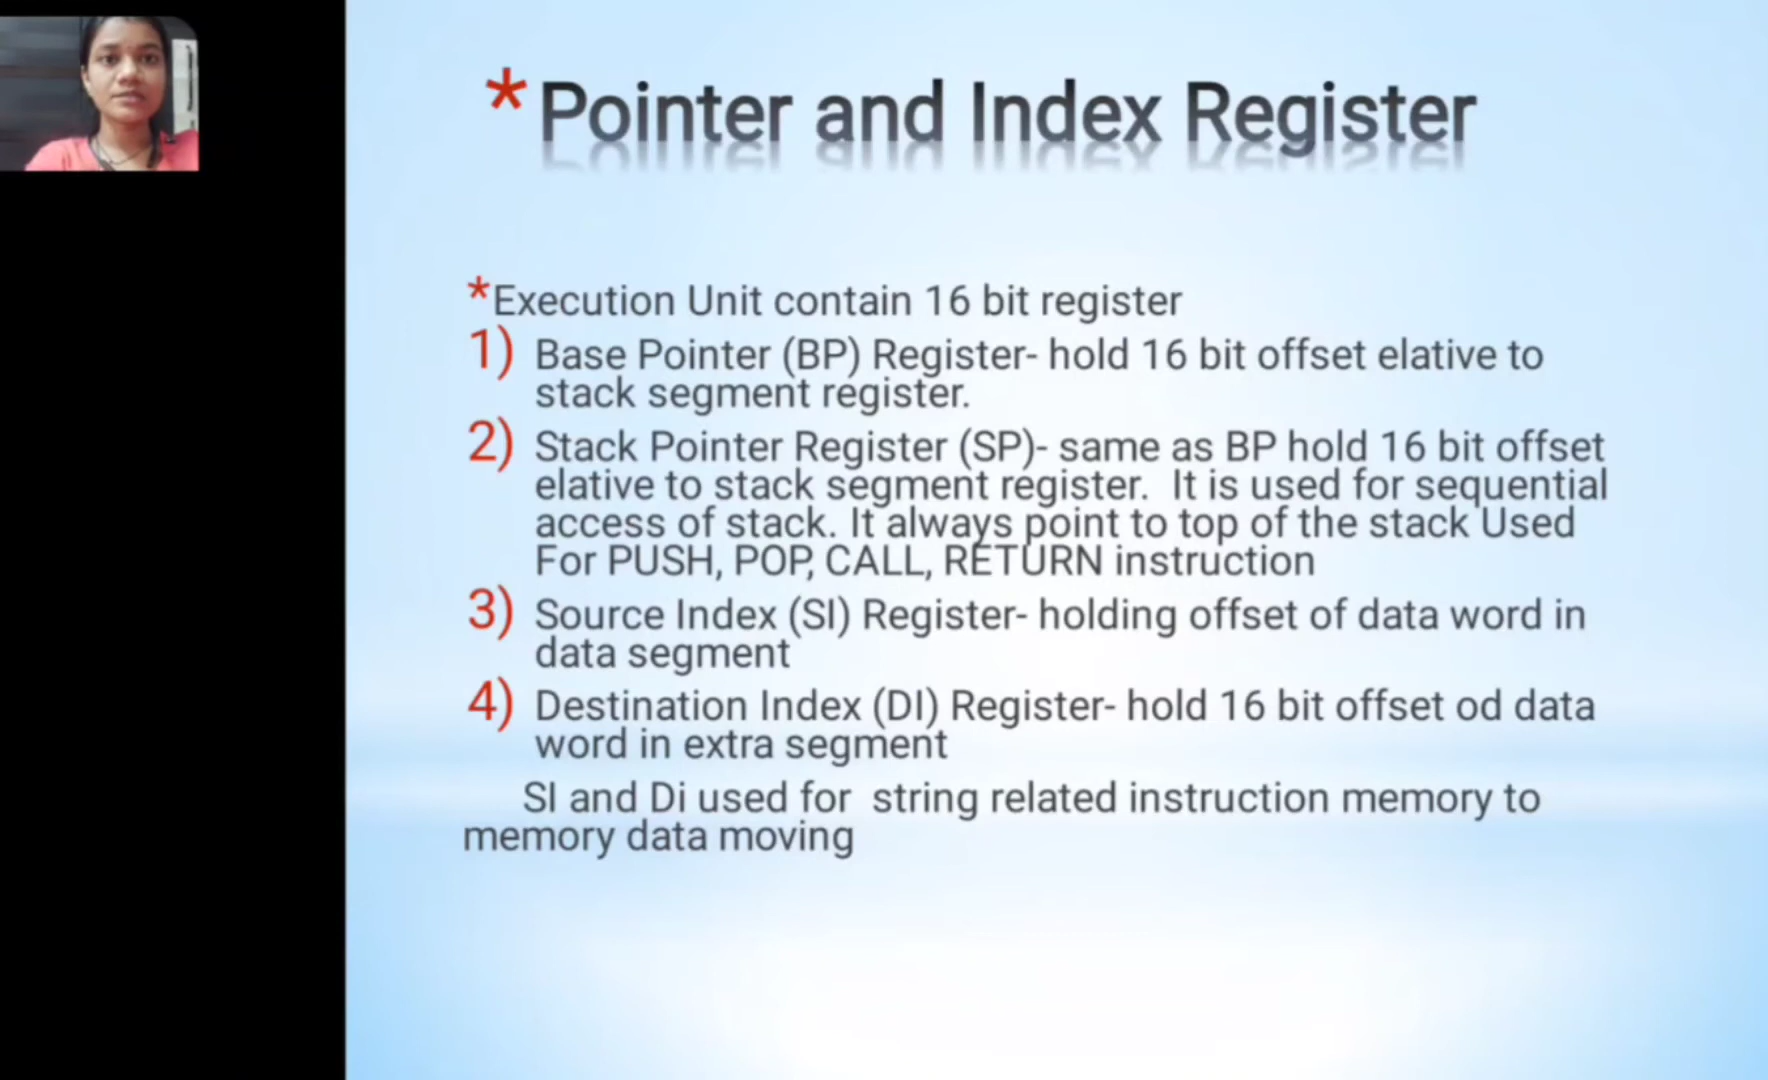 * Pointer and Index Register
*Execution Unit contain 16 bit register
1) Base Pointer (BP) Register- hold 16 bit offset elative to
stack segment register.
2) Stack Pointer Register (SP)- same as BP hold 16 bit offset
elative to stack segment register.  It is used for sequential
access of stack. It always point to top of the stack Used
For PUSH, POP, CALL, RETURN instruction
3) Source Index (SI) Register- holding offset of data word in
data segment
4) Destination Index (DI) Register- hold 16 bit offset od data
word in extra segment
SI and Di used for  string related instruction memory to
memory data moving